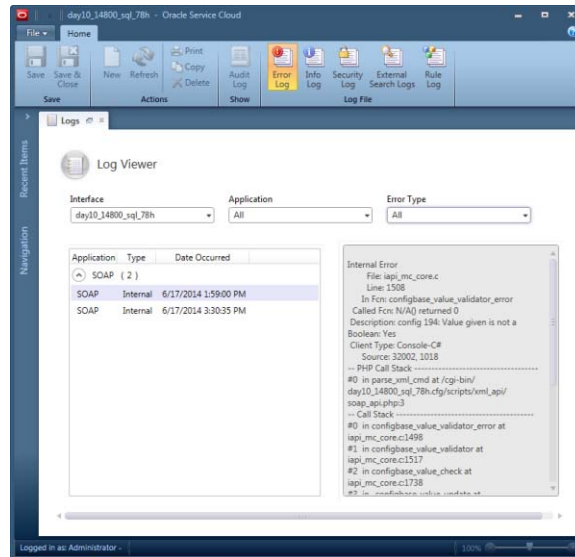 day10_14800_sql_78h - Oracle Service Cloud
File
Home
Save
Save & Close
New
Refresh
Print
Copy
Delete
Audit Log
Error Log
Info Log
Security Log
External Search Logs
Rule Log
Save
Actions
Show
Log File
Logs
Recent Items
Navigation
Log Viewer
Interface
Application
Error Type
day10_14800_sql_78h
All
All
Application Type Date Occurred
SOAP ( 2 )
SOAP Internal 6/17/2014 1:59:00 PM
SOAP Internal 6/17/2014 3:30:35 PM
Internal Error
File: iapi_mc_core.c
Line: 1508
In Fcn: configbase_value_validator_error
Called Fcn: N/A() returned 0
Description: config 194: Value given is not a
Boolean: Yes
Client Type: Console-C#
Source: 32002, 1018
-- PHP Call Stack ----------------------------------
#0 in parse_xml_cmd at /cgi-bin/
day10_14800_sql_78h.cfg/scripts/xml_api/
soap_api.php:3
-- Call Stack --------------------------------------
#0 in configbase_value_validator_error at
iapi_mc_core.c:1498
#1 in configbase_value_validator at
iapi_mc_core.c:1517
#2 in configbase_value_check at
iapi_mc_core.c:1738
#3 in configbase_value_update at
Logged in as: Administrator -
100%